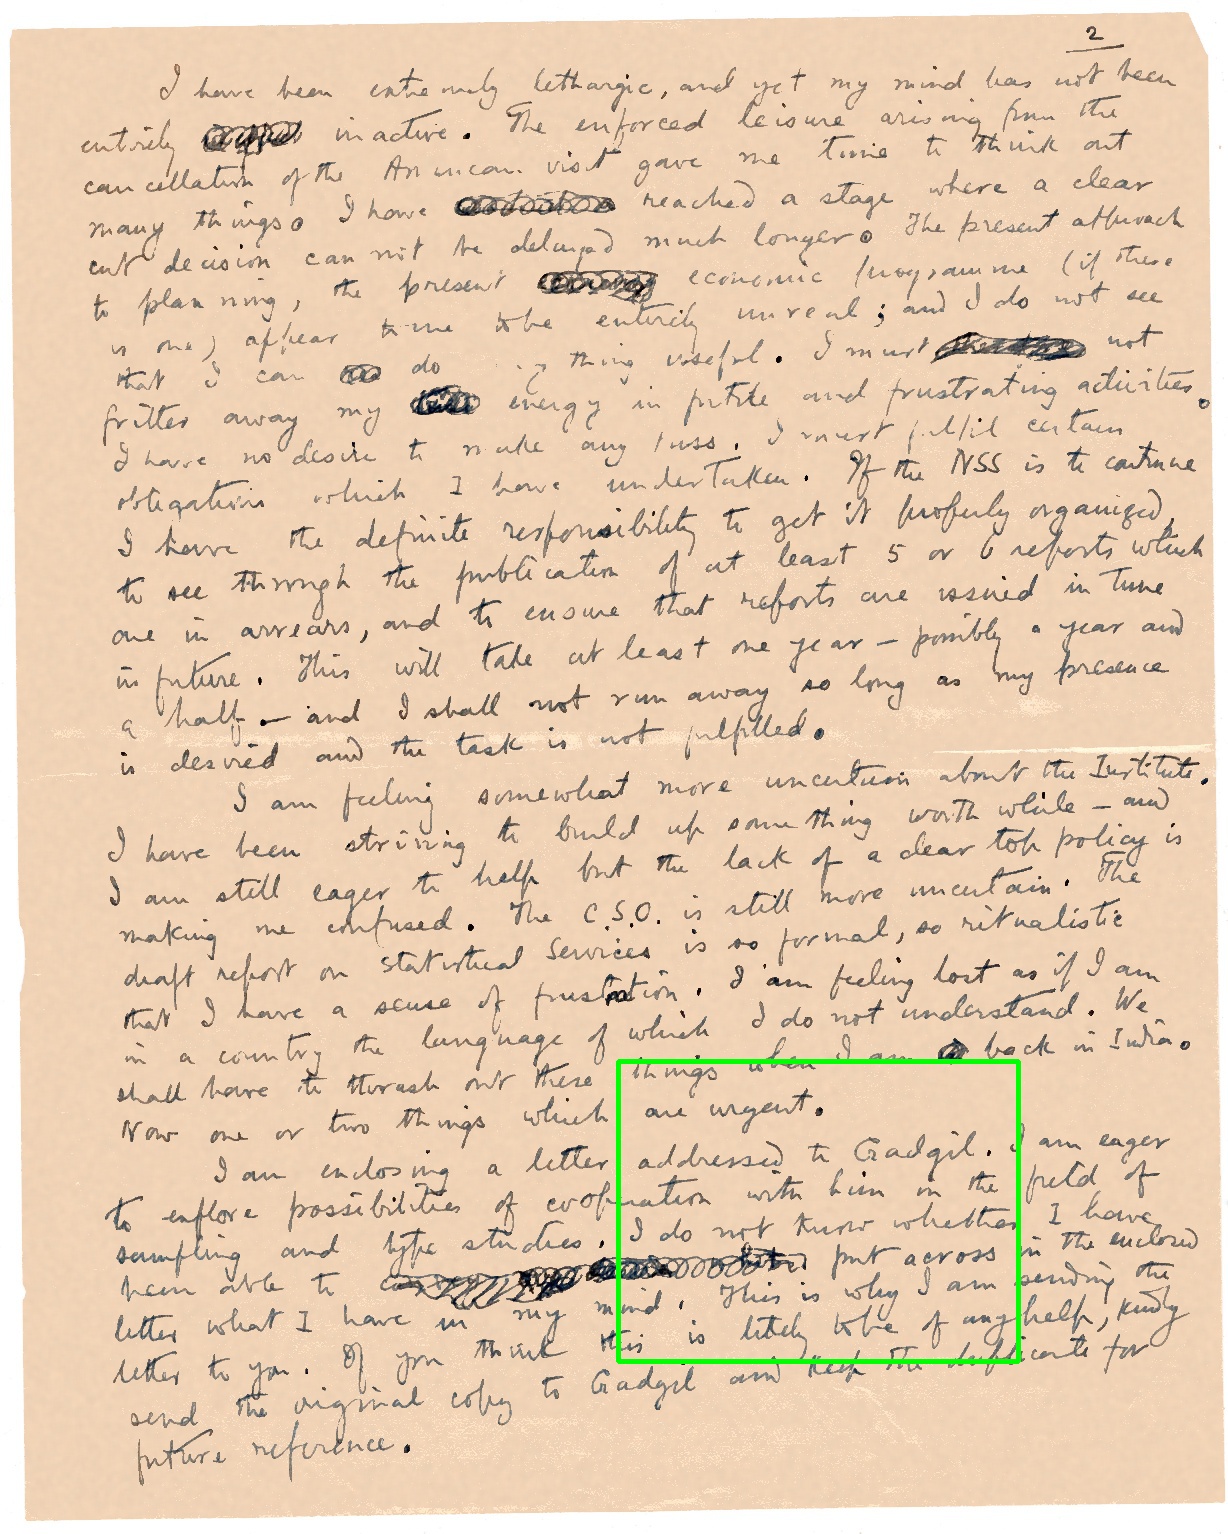 2
I have been extremely lethargic, and yet my mind has not been
entirely inactive. The enforced leisure arising from the
cancellation of the American visit gave me time to think out
many things. I have reached a stage where a clear
cut decision can not be delayed much longer. The present approach
to planning, the present economic programme (if there
is one) appear to me to be entirely unreal; and I do not see
that I can do thing useful. I must not
fritter away my energy in futile and frustrating activities.
I have no desire to make any fuss. I must fulfil certain
obligations which I have undertaken. If the NSS is to continue
I have the definite responsibility to get it properly organized,
to see through the publication of at least 5 or 6 reports which
are in arrears, and to ensure that reports are issued in time
in future. This will take at least one year – possibly a year and
a half – and I shall not run away so long as my presence
is desired and the task is not fulfilled.
I am feeling somewhat more uncertain about the Institute.
I have been striving to build up something worth while – and
I am still eager to help but the lack of a clear top policy is
making me confused. The C.S.O. is still more uncertain. The
draft report on Statistical Services is so formal, so ritualistic
that I have a sense of frustration. I am feeling lost as if I am
in a country the language of which I do not understand. We
shall have to thrash out these things when I am back in India.
Now one or two things which are urgent.
I am enclosing a letter addressed to Gadgil. I am eager
to explore possibilities of cooperation with him in the field of
sampling and type studies. I do not know whether I have
been able to put across in the enclosed
letter what I have in my mind. This is why I am sending the
letter to you. If you think this is likely to be of any help, kindly
send the original copy to Gadgil and keep the duplicate for
future reference.